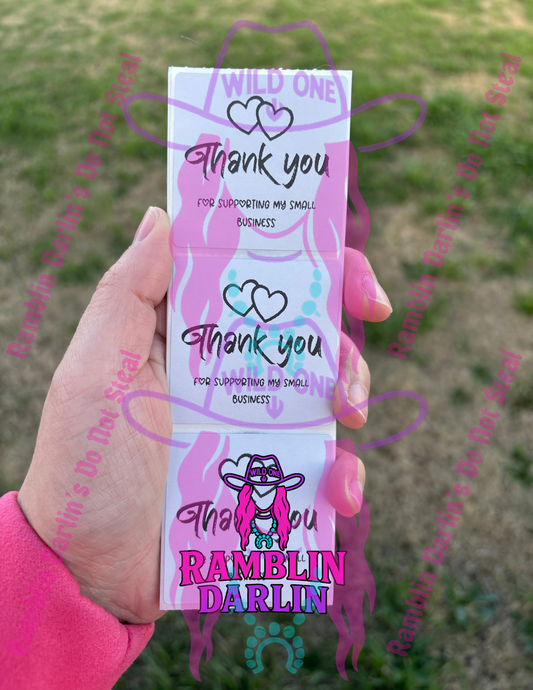 WILD ONE
Thank you
FOR SUPPORTING MY SMALL
BUSINESS
Thank you
FOR SUPPORTING MY SMALL
WILD ONE
BUSINESS
WILD ONE
Thank you
RAMBLIN
DARLIN
Ramblin Darlin's Do Not Steal
Ramblin Darlin's Do Not Steal
Ramblin Darlin's Do Not Steal
Ramblin Darlin's Do Not Steal